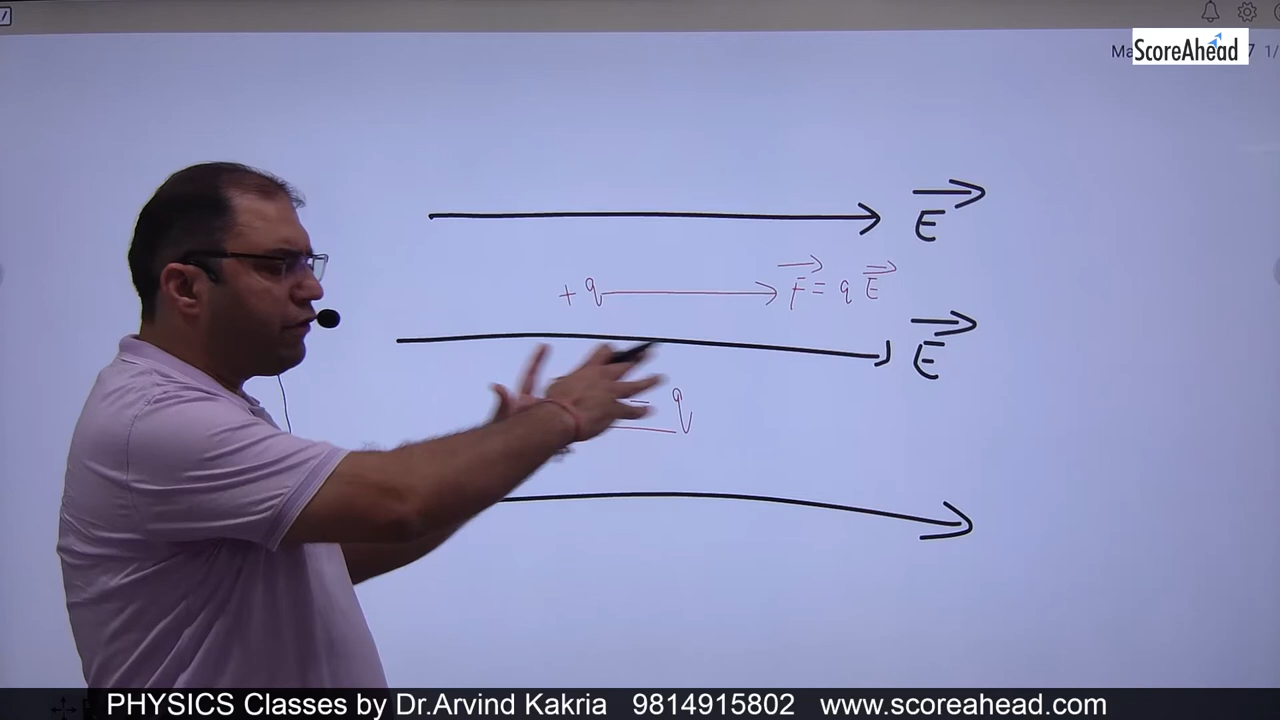 ScoreAhead
E
+q F = q E
E
- q
PHYSICS Classes by Dr.Arvind Kakria 9814915802 www.scoreahead.com